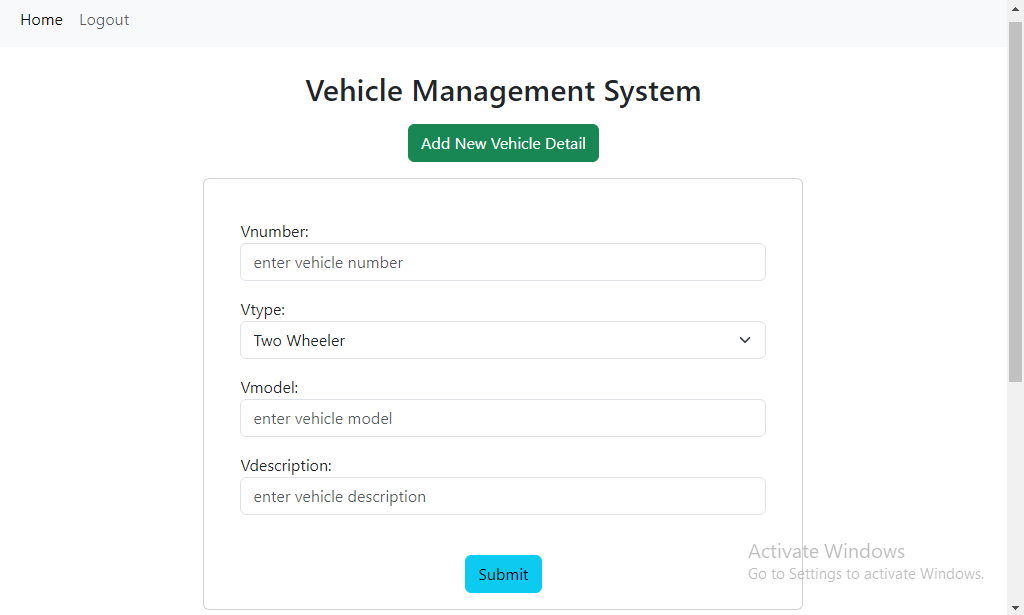 Home Logout
Vehicle Management System
Add New Vehicle Detail
Vnumber:
enter vehicle number
Vtype:
Two Wheeler
Vmodel:
enter vehicle model
Vdescription:
enter vehicle description
Submit
Activate Windows
Go to Settings to activate Windows.